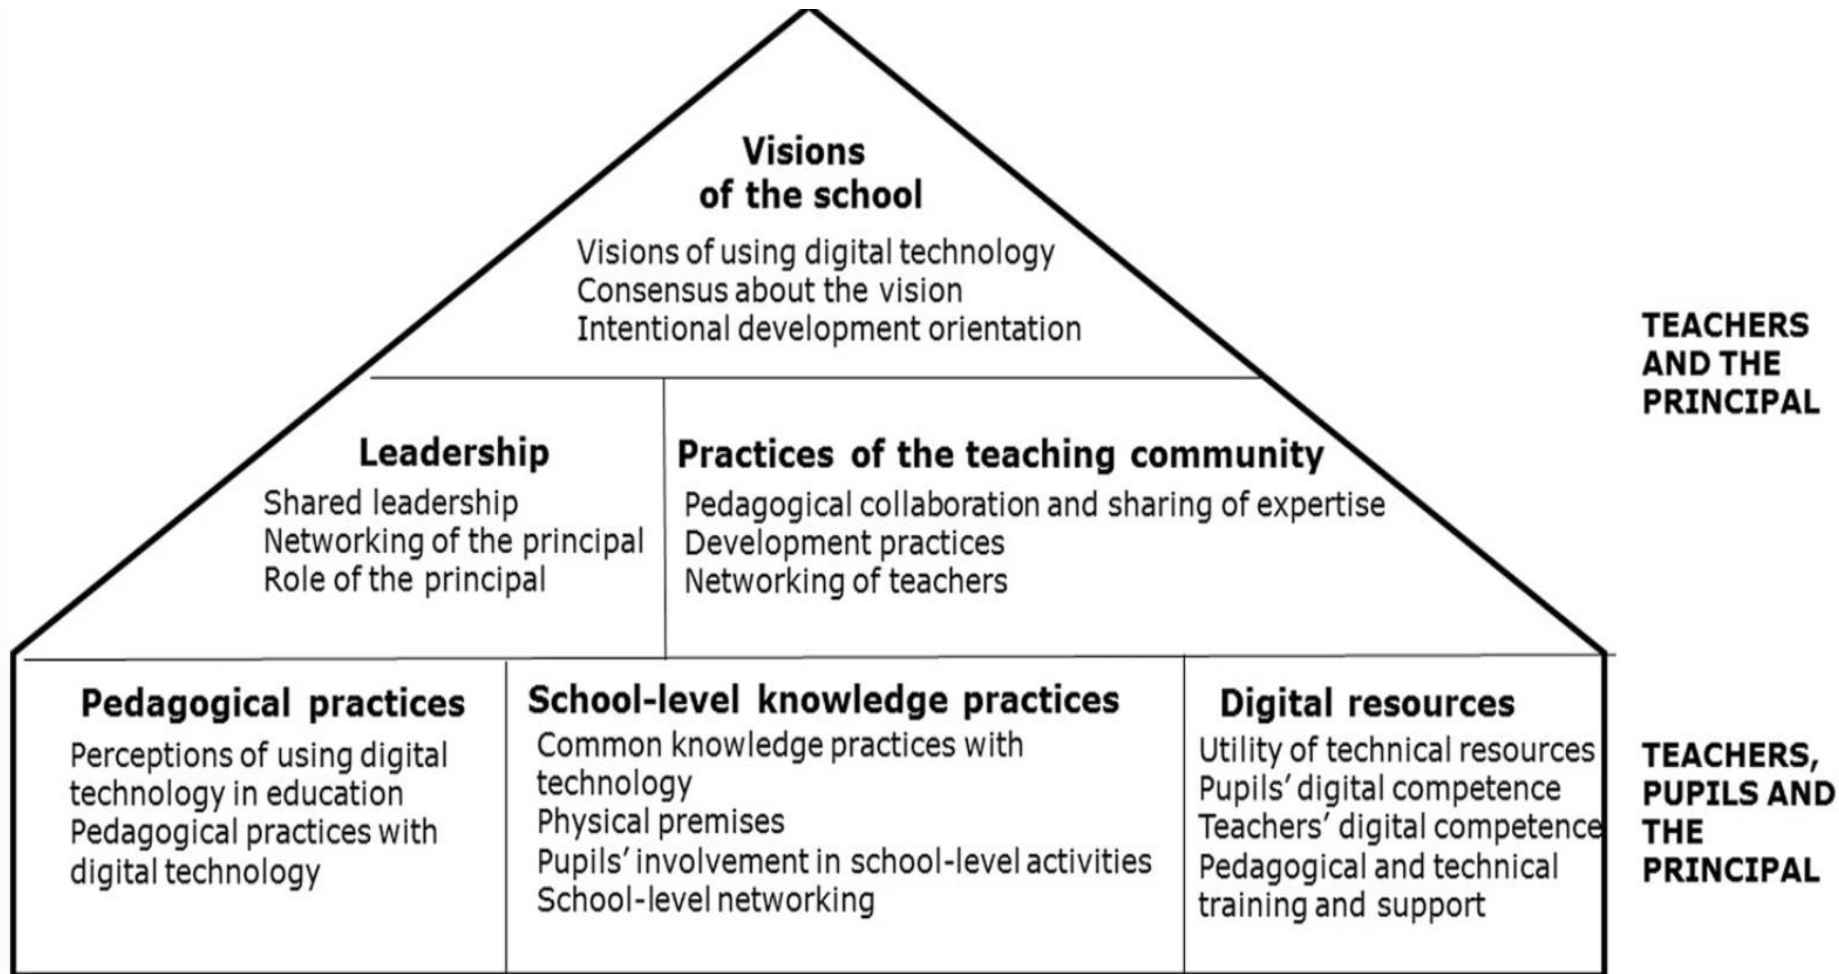 Visions
of the school
Visions of using digital technology
Consensus about the vision
Intentional development orientation
TEACHERS
AND THE
PRINCIPAL
Leadership
Shared leadership
Networking of the principal
Role of the principal
Practices of the teaching community
Pedagogical collaboration and sharing of expertise
Development practices
Networking of teachers
Pedagogical practices
Perceptions of using digital
technology in education
Pedagogical practices with
digital technology
School-level knowledge practices
Common knowledge practices with
technology
Physical premises
Pupils’ involvement in school-level activities
School-level networking
Digital resources
Utility of technical resources
Pupils’ digital competence
Teachers’ digital competence
Pedagogical and technical
training and support
TEACHERS,
PUPILS AND
THE
PRINCIPAL